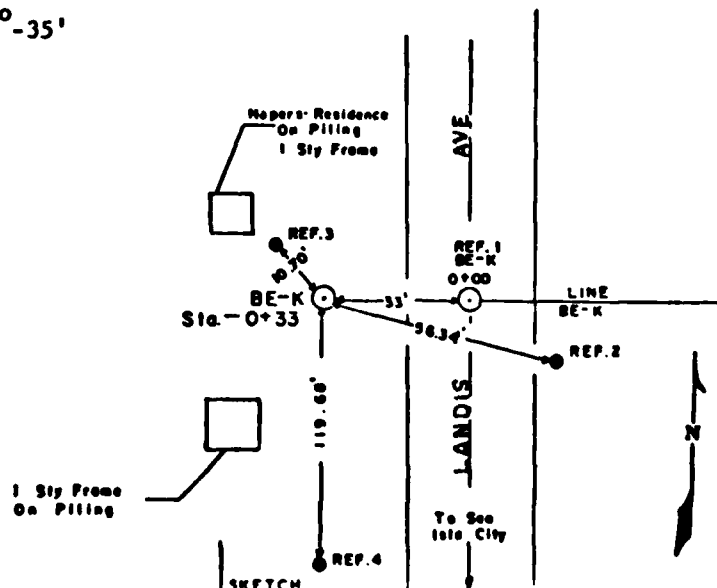 o
-35'
Mapers-Residence
On Piling
1 Sty Frame
AVE
REF.3
REF.1
BE-K
0+00
BE-K
Sta.-0+33
33'
LINE
BE-K
REF.2
119.68'
LANDIS
N
1 Sty Frame
On Piling
To Sea
Isle City
REF.4
SKETCH